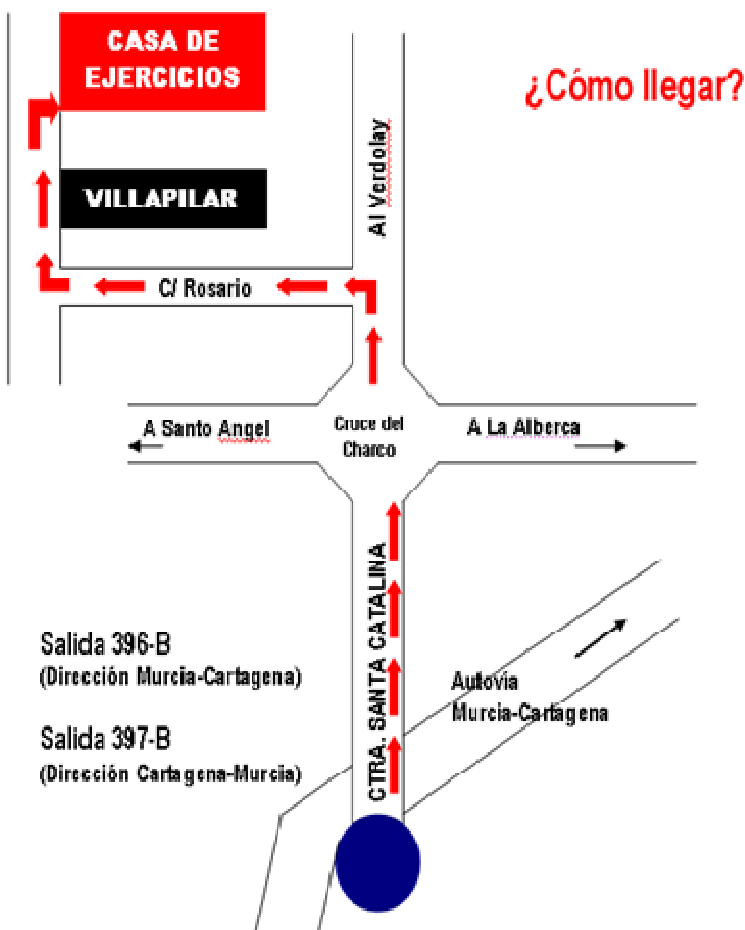 CASA DE
EJERCICIOS
¿Cómo llegar?
VILLAPILAR
Al Verdolay
C/ Rosario
A Santo Angel
Cruce del
Charco
A La Alberca
CTRA. SANTA CATALINA
Salida 396-B
(Dirección Murcia-Cartagena)
Autovía
Murcia-Cartagena
Salida 397-B
(Dirección Cartagena-Murcia)